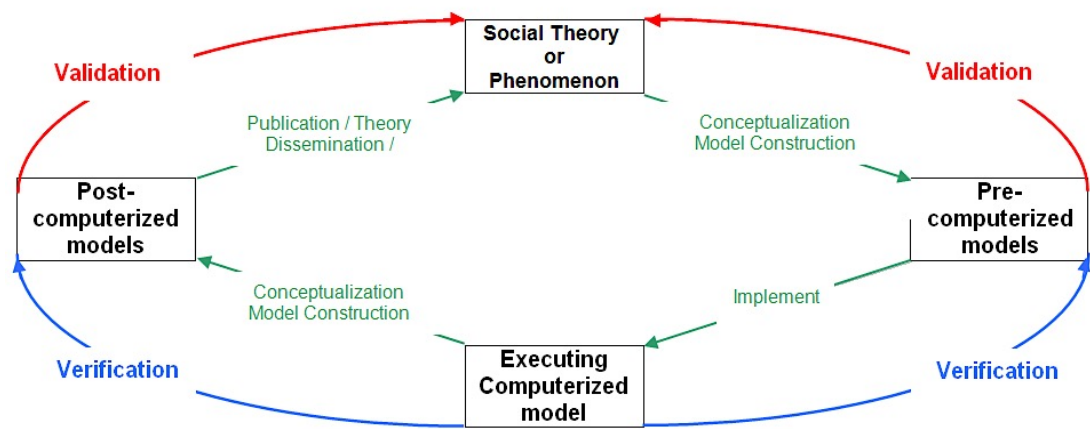 Social Theory
or
Phenomenon
Validation
Validation
Publication / Theory
Dissemination /
Conceptualization
Model Construction
Post-
computerized
models
Pre-
computerized
models
Conceptualization
Model Construction
Implement
Executing
Computerized
model
Verification
Verification